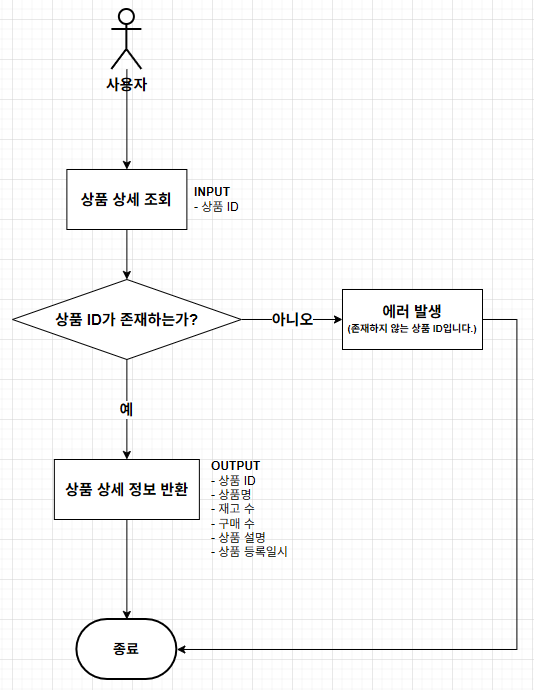 사용자
상품 상세 조회
INPUT
- 상품 ID
상품 ID가 존재하는가?
아니오
에러 발생
(존재하지 않는 상품 ID입니다.)
예
상품 상세 정보 반환
OUTPUT
- 상품 ID
- 상품명
- 재고 수
- 구매 수
- 상품 설명
- 상품 등록일시
종료